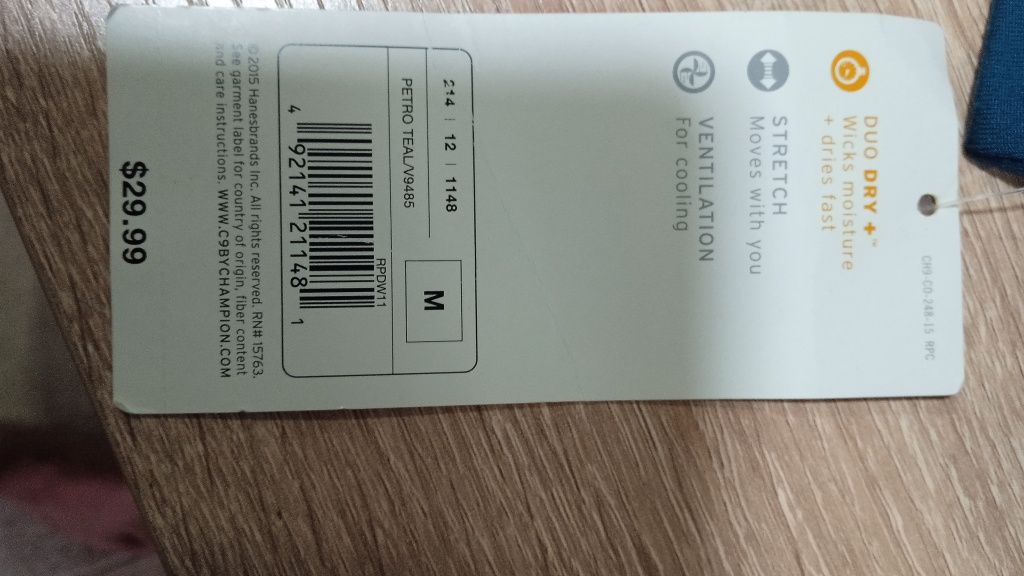 CH9-CO-248-15 RPC
DUO DRY +™
Wicks moisture
+ dries fast
STRETCH
Moves with you
VENTILATION
For cooling
214 | 12 | 1148
M
PETRO TEAL/V9485
RPDW11
4 92141 21148 1
©2015 Hanesbrands Inc. All rights reserved. RN# 15763.
See garment label for country of origin, fiber content
and care instructions. WWW.C9BYCHAMPION.COM
$29.99